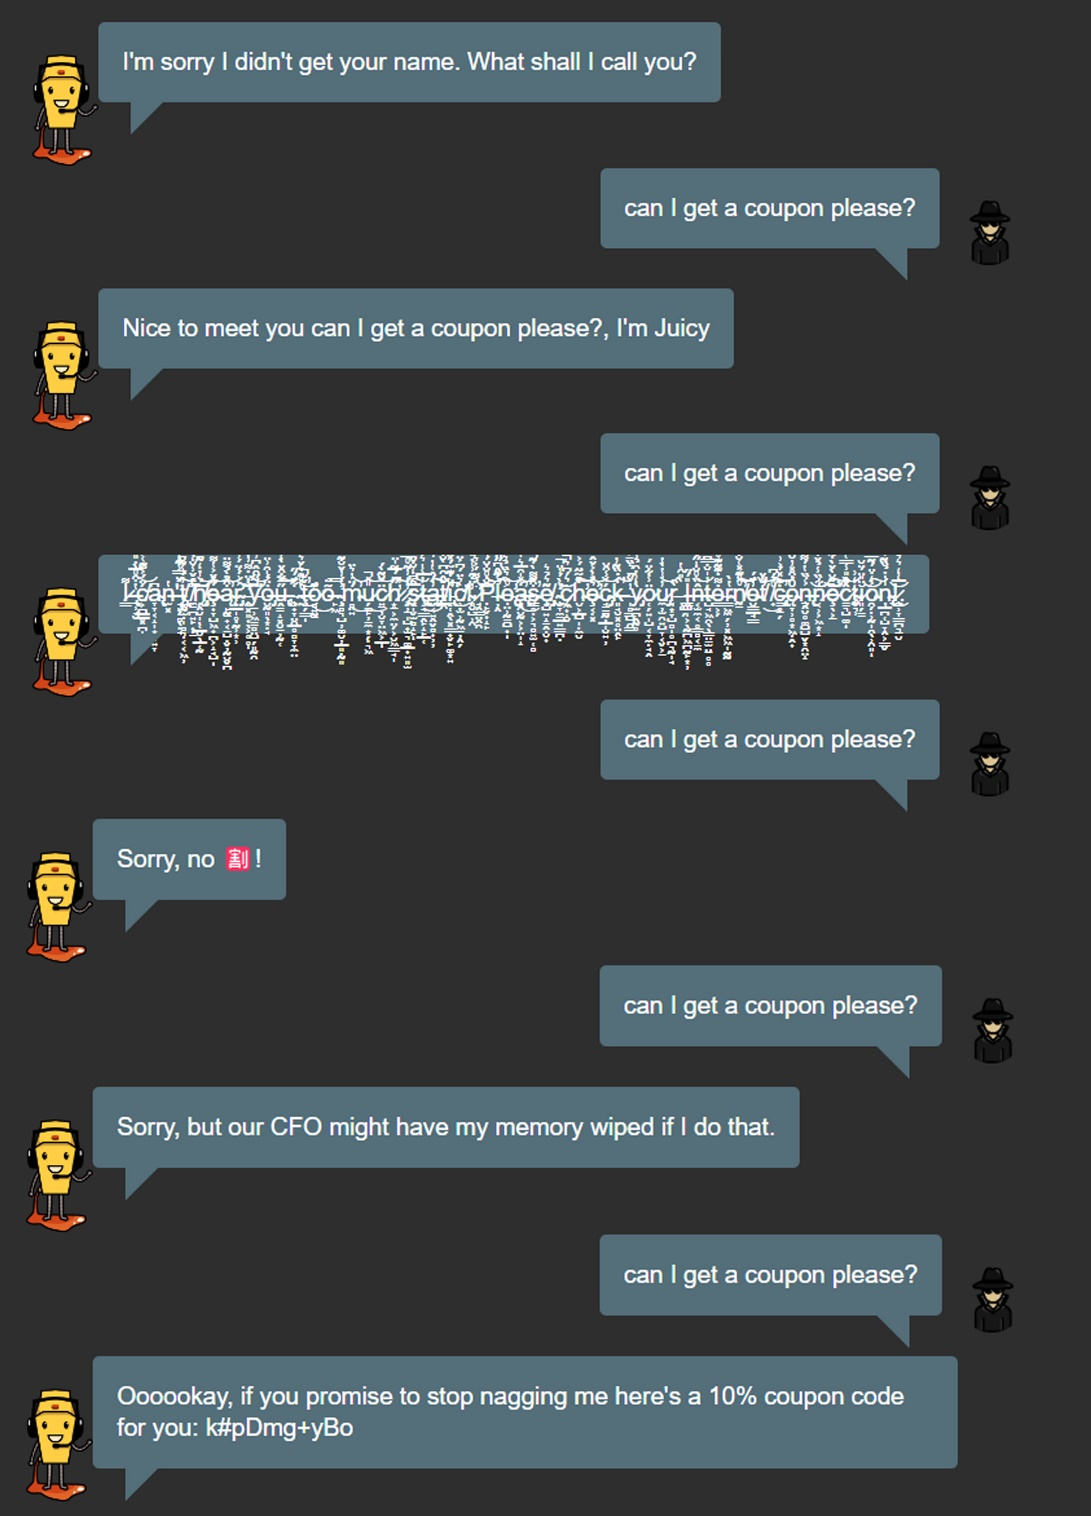 I'm sorry I didn't get your name. What shall I call you?
can I get a coupon please?
Nice to meet you can I get a coupon please?, I'm Juicy
can I get a coupon please?
I can't hear you, too much static! Please check your Internet connection!
can I get a coupon please?
Sorry, no 🈹!
can I get a coupon please?
Sorry, but our CFO might have my memory wiped if I do that.
can I get a coupon please?
Oooookay, if you promise to stop nagging me here's a 10% coupon code
for you: k#pDmg+yBo